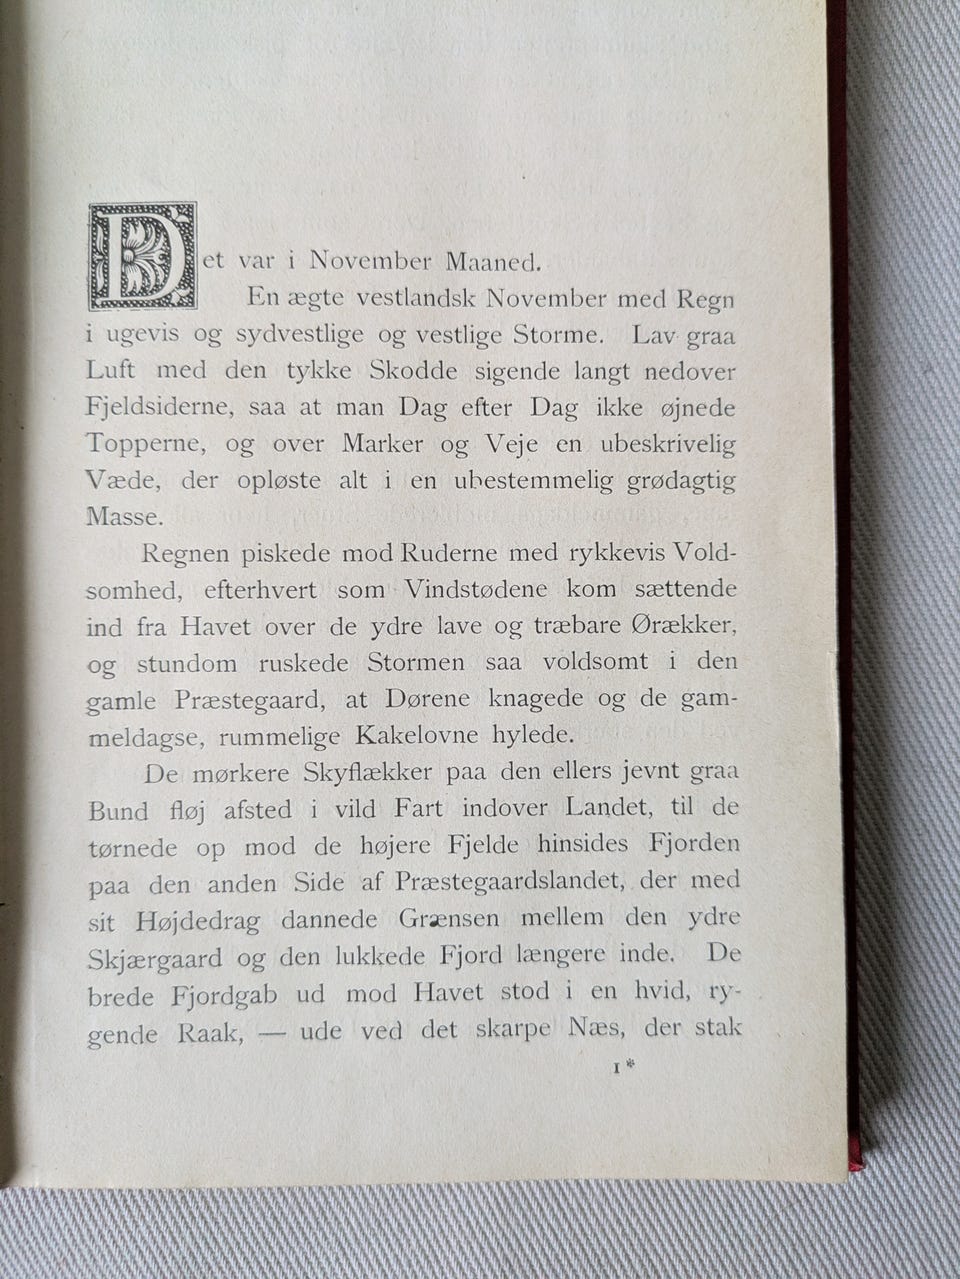 Det var i November Maaned.
En ægte vestlandsk November med Regn
i ugevis og sydvestlige og vestlige Storme. Lav graa
Luft med den tykke Skodde sigende langt nedover
Fjeldsiderne, saa at man Dag efter Dag ikke øjnede
Topperne, og over Marker og Veje en ubeskrivelig
Væde, der opløste alt i en ubestemmelig grødagtig
Masse.
Regnen piskede mod Ruderne med rykkevis Vold-
somhed, efterhvert som Vindstødene kom sættende
ind fra Havet over de ydre lave og træbare Ørækker,
og stundom ruskede Stormen saa voldsomt i den
gamle Præstegaard, at Dørene knagede og de gam-
meldagse, rummelige Kakelovne hylede.
De mørkere Skyflækker paa den ellers jevnt graa
Bund fløj afsted i vild Fart indover Landet, til de
tørnede op mod de højere Fjelde hinsides Fjorden
paa den anden Side af Præstegaardslandet, der med
sit Højdedrag dannede Grænsen mellem den ydre
Skjærgaard og den lukkede Fjord længere inde. De
brede Fjordgab ud mod Havet stod i en hvid, ry-
gende Raak, — ude ved det skarpe Næs, der stak
1*